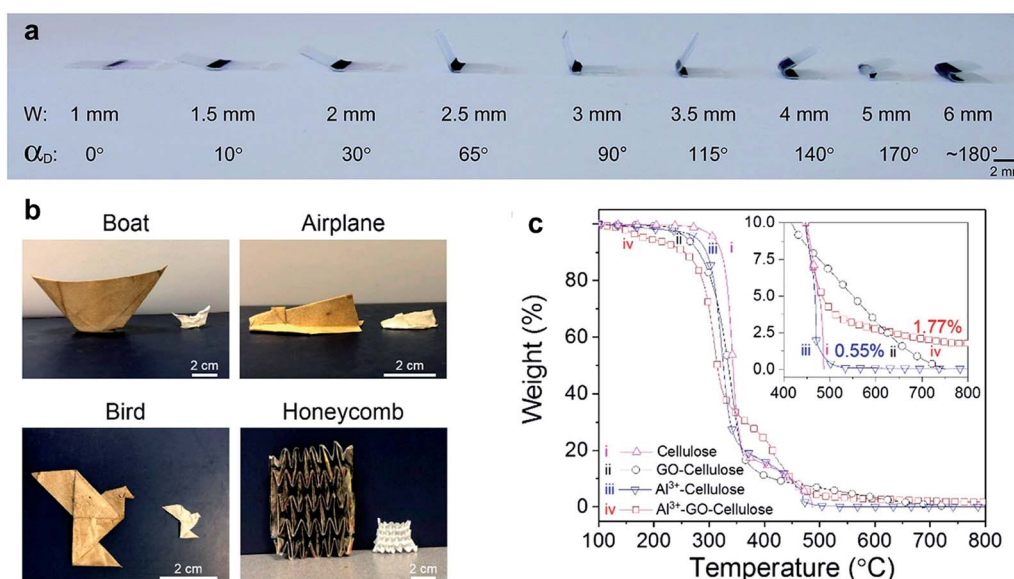 a
W: 1 mm 1.5 mm 2 mm 2.5 mm 3 mm 3.5 mm 4 mm 5 mm 6 mm
αD: 0° 10° 30° 65° 90° 115° 140° 170° ~180°
2 mm
b
Boat Airplane
2 cm 2 cm
Bird Honeycomb
2 cm 2 cm
c
Weight (%)
80
60
40
20
0
100 200 300 400 500 600 700 800
Temperature (°C)
iv ii iii i
i Cellulose
ii GO-Cellulose
iii Al³⁺-Cellulose
iv Al³⁺-GO-Cellulose
10.0
7.5
5.0
2.5
0.0
400 500 600 700 800
1.77%
iii i 0.55% ii iv